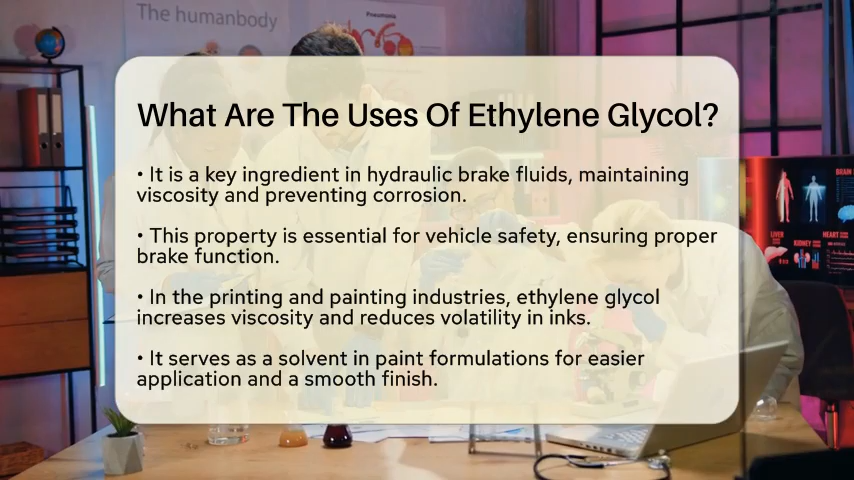 The humanbody
Pneumonia
What Are The Uses Of Ethylene Glycol?
• It is a key ingredient in hydraulic brake fluids, maintaining
viscosity and preventing corrosion.
• This property is essential for vehicle safety, ensuring proper
brake function.
• In the printing and painting industries, ethylene glycol
increases viscosity and reduces volatility in inks.
• It serves as a solvent in paint formulations for easier
application and a smooth finish.
BRAIN
LIVER
KIDNEY
HEART